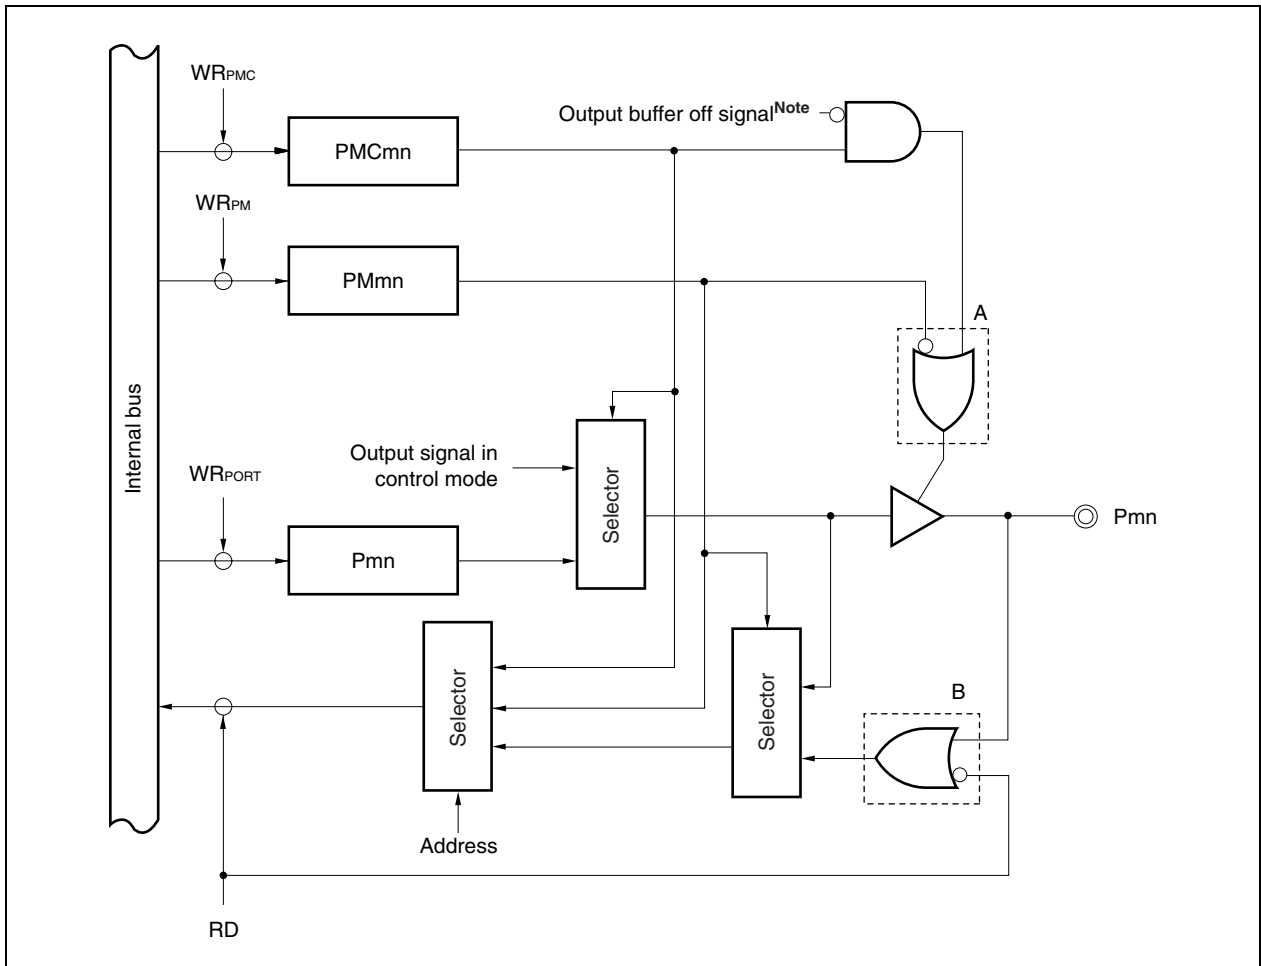 WRPMC
Output buffer off signalNote
PMCmn
WRPM
PMmn
A
Internal bus
Output signal in
control mode
Selector
WRPORT
Pmn
Pmn
Selector
Selector
B
Address
RD